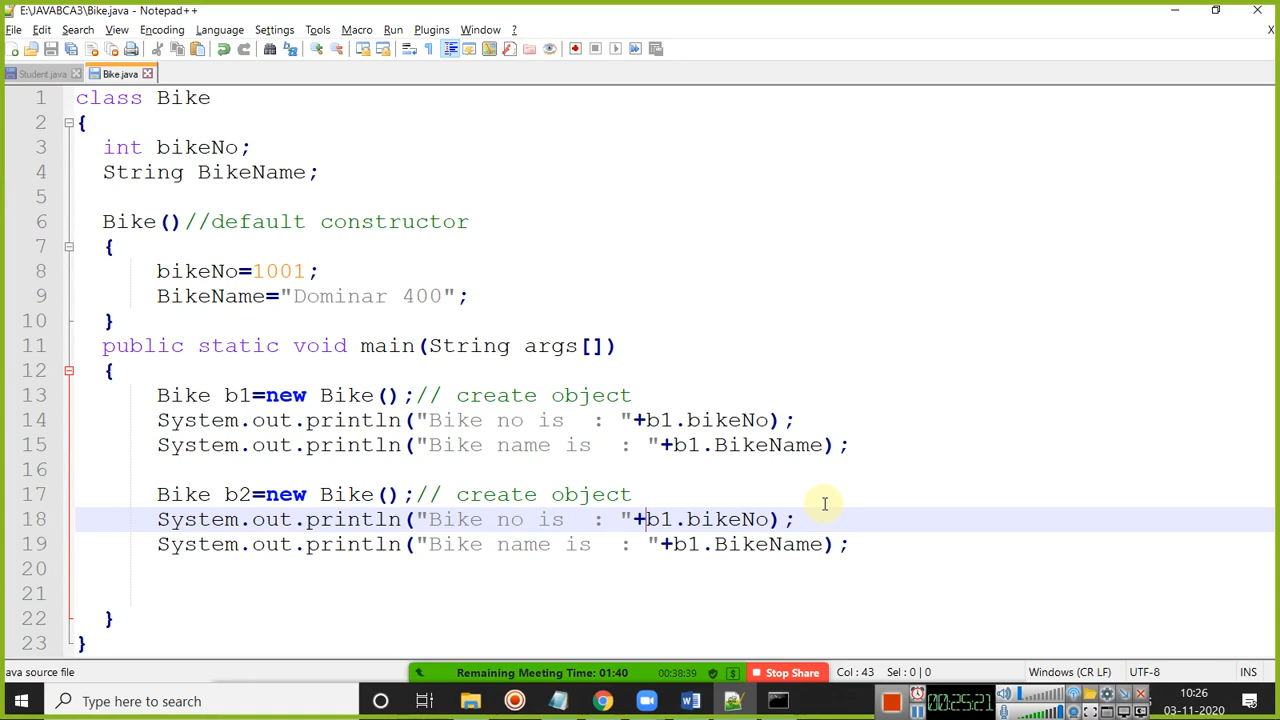 E:\JAVABCA3\Bike.java - Notepad++
File Edit Search View Encoding Language Settings Tools Macro Run Plugins Window ? X
Student.java Bike.java
1 class Bike
2 {
3 int bikeNo;
4 String BikeName;
5
6 Bike()//default constructor
7 {
8 bikeNo=1001;
9 BikeName="Dominar 400";
10 }
11 public static void main(String args[])
12 {
13 Bike b1=new Bike();// create object
14 System.out.println("Bike no is  : "+b1.bikeNo);
15 System.out.println("Bike name is  : "+b1.BikeName);
16
17 Bike b2=new Bike();// create object
18 System.out.println("Bike no is  : "+b1.bikeNo);
19 System.out.println("Bike name is  : "+b1.BikeName);
20
21
22 }
23 }
ava source file Remaining Meeting Time: 01:40 00:38:39 Stop Share Col : 43 Sel : 0 | 0 Windows (CR LF) UTF-8 INS
Type here to search 00:25:21 10:26
03-11-2020